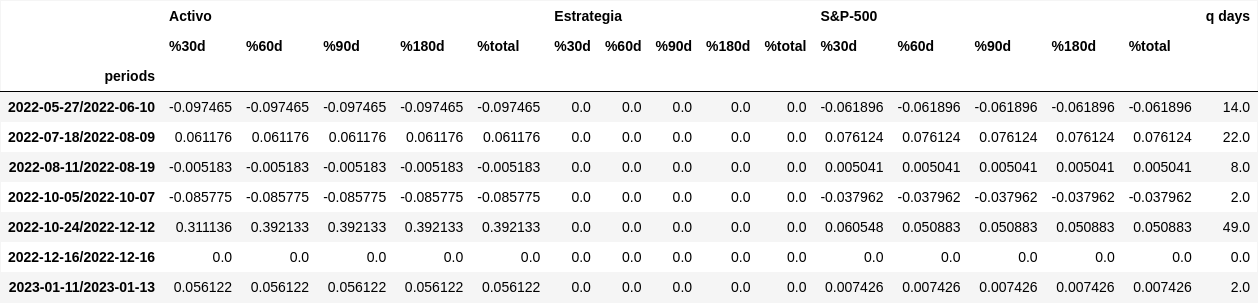 Activo Estrategia S&P-500 q days
%30d %60d %90d %180d %total %30d %60d %90d %180d %total %30d %60d %90d %180d %total
periods
2022-05-27/2022-06-10 -0.097465 -0.097465 -0.097465 -0.097465 -0.097465 0.0 0.0 0.0 0.0 0.0 -0.061896 -0.061896 -0.061896 -0.061896 -0.061896 14.0
2022-07-18/2022-08-09 0.061176 0.061176 0.061176 0.061176 0.061176 0.0 0.0 0.0 0.0 0.0 0.076124 0.076124 0.076124 0.076124 0.076124 22.0
2022-08-11/2022-08-19 -0.005183 -0.005183 -0.005183 -0.005183 -0.005183 0.0 0.0 0.0 0.0 0.0 0.005041 0.005041 0.005041 0.005041 0.005041 8.0
2022-10-05/2022-10-07 -0.085775 -0.085775 -0.085775 -0.085775 -0.085775 0.0 0.0 0.0 0.0 0.0 -0.037962 -0.037962 -0.037962 -0.037962 -0.037962 2.0
2022-10-24/2022-12-12 0.311136 0.392133 0.392133 0.392133 0.392133 0.0 0.0 0.0 0.0 0.0 0.060548 0.050883 0.050883 0.050883 0.050883 49.0
2022-12-16/2022-12-16 0.0 0.0 0.0 0.0 0.0 0.0 0.0 0.0 0.0 0.0 0.0 0.0 0.0 0.0 0.0 0.0
2023-01-11/2023-01-13 0.056122 0.056122 0.056122 0.056122 0.056122 0.0 0.0 0.0 0.0 0.0 0.007426 0.007426 0.007426 0.007426 0.007426 2.0